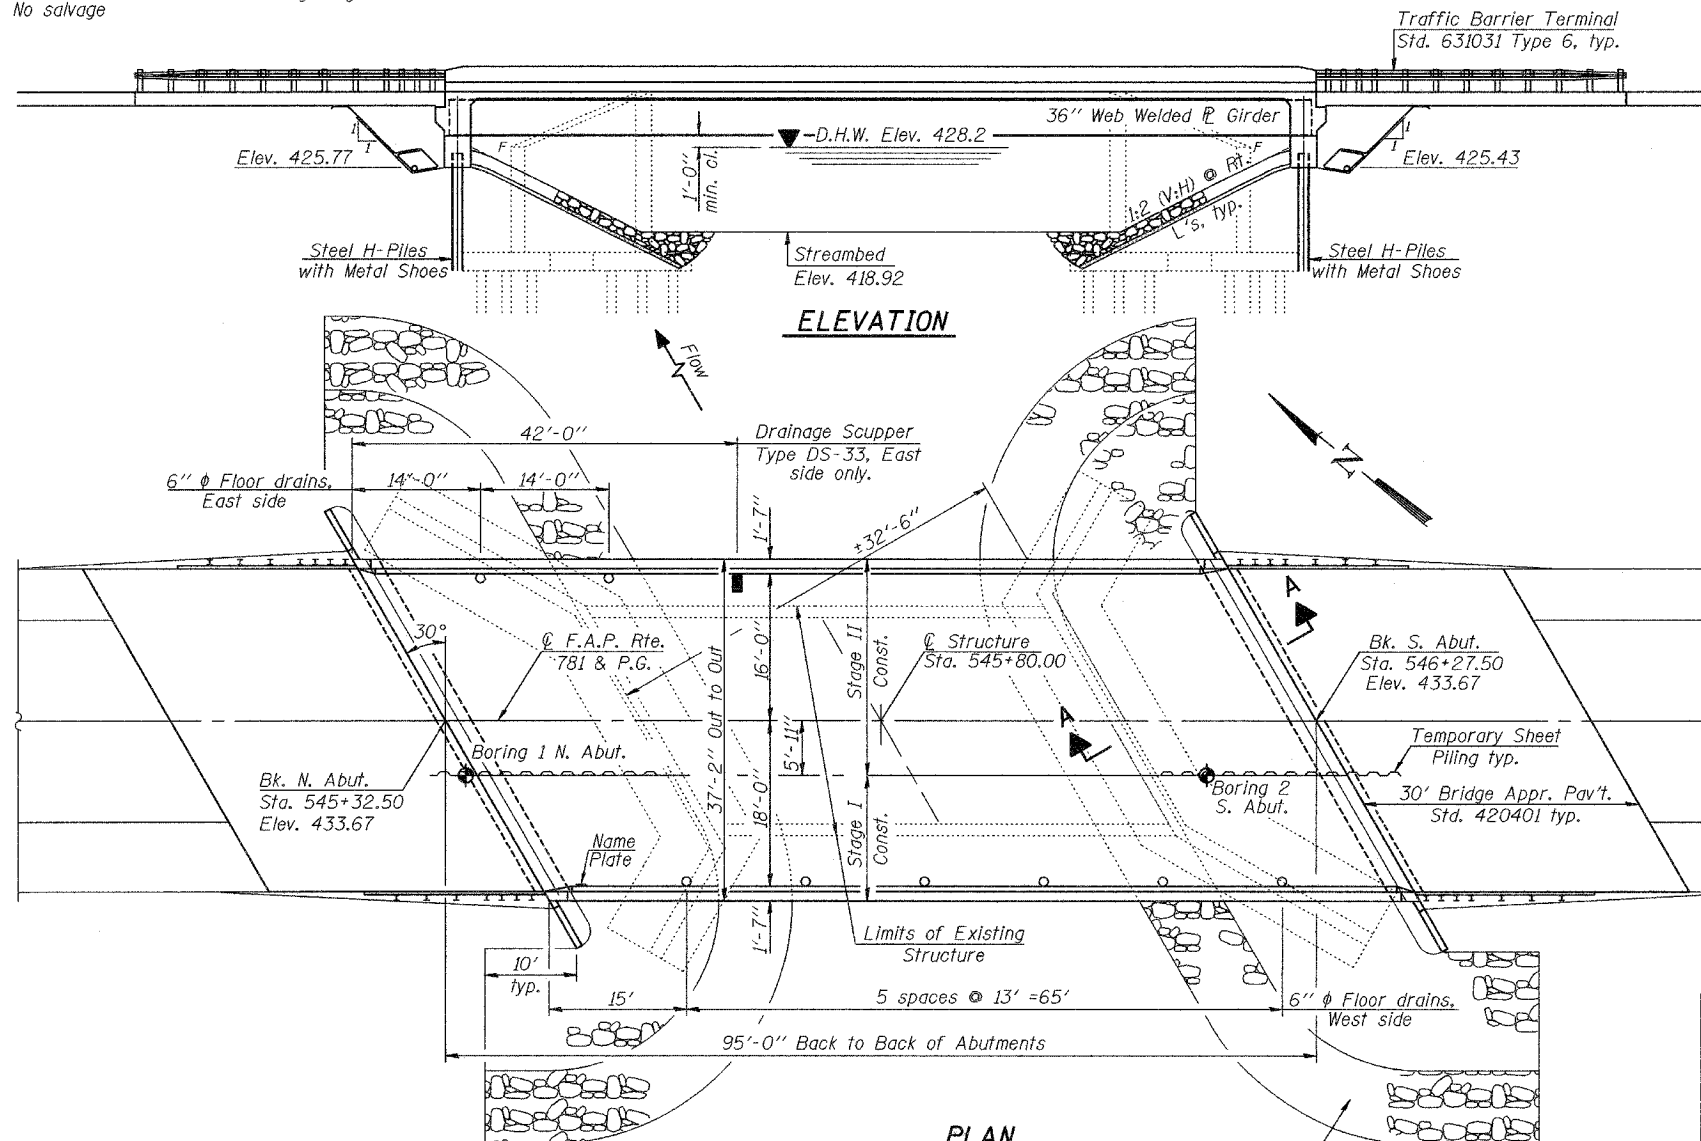 No salvage
Traffic Barrier Terminal
Std. 631031 Type 6, typ.
36" Web Welded ℄ Girder
D.H.W. Elev. 428.2
1
1
1
1
F
F
Elev. 425.77
Elev. 425.43
1'-0"
min. cl.
1:2 (V:H) @ Rt.
L's, typ.
Steel H-Piles
with Metal Shoes
Streambed
Elev. 418.92
Steel H-Piles
with Metal Shoes
ELEVATION
Flow
42'-0"
Drainage Scupper
Type DS-33, East
side only.
N
6" ϕ Floor drains,
East side
14'-0"
14'-0"
1'-7"
±32'-6"
A
30°
℄ F.A.P. Rte.
781 & P.G.
37'-2" Out to Out
16'-0"
Stage II
Const.
℄ Structure
Sta. 545+80.00
Bk. S. Abut.
Sta. 546+27.50
Elev. 433.67
A
Boring 1 N. Abut.
5'-11"
Temporary Sheet
Piling typ.
Bk. N. Abut.
Sta. 545+32.50
Elev. 433.67
18'-0"
Stage I
Const.
Boring 2
S. Abut.
30' Bridge Appr. Pav't.
Std. 420401 typ.
Name
Plate
1'-7"
Limits of Existing
Structure
10'
typ.
15'
5 spaces @ 13' =65'
6" ϕ Floor drains,
West side
95'-0" Back to Back of Abutments
PLAN